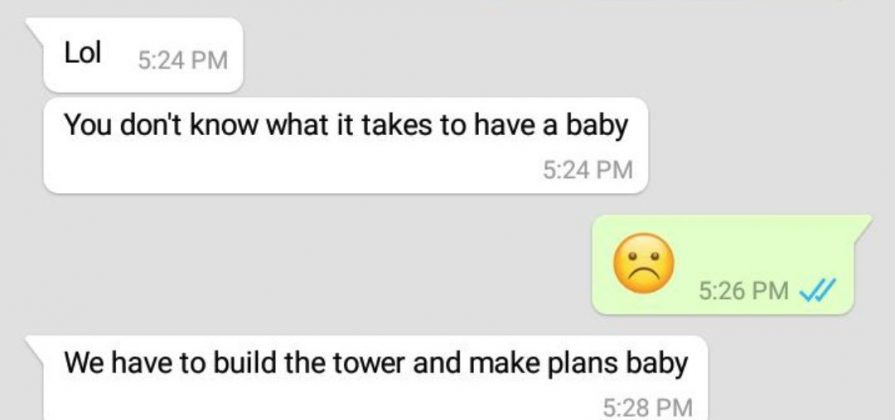 Lol 5:24 PM
You don't know what it takes to have a baby
5:24 PM
☹️ 5:26 PM
We have to build the tower and make plans baby
5:28 PM